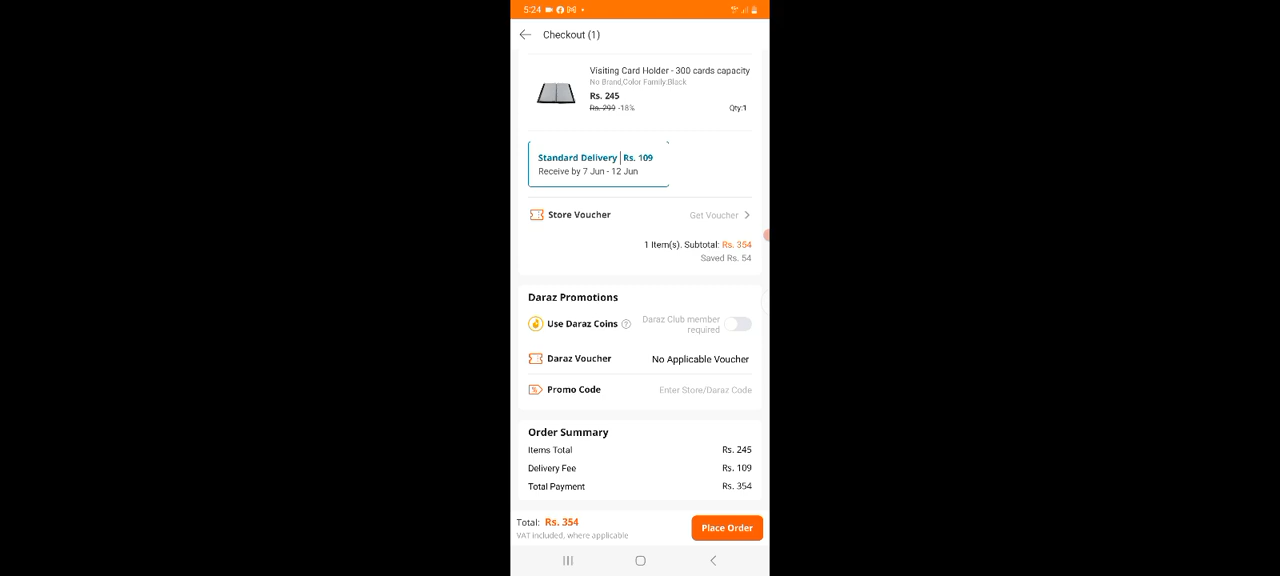 5:24
Checkout (1)
Visiting Card Holder - 300 cards capacity
No Brand,Color Family,Black
Rs. 245
Rs. 299 -18%
Qty:1
Standard Delivery | Rs. 109
Receive by 7 Jun - 12 Jun
Store Voucher
Get Voucher
1 Item(s). Subtotal: Rs. 354
Saved Rs. 54
Daraz Promotions
Use Daraz Coins
Daraz Club member
required
Daraz Voucher
No Applicable Voucher
Promo Code
Enter Store/Daraz Code
Order Summary
Items Total
Rs. 245
Delivery Fee
Rs. 109
Total Payment
Rs. 354
Total: Rs. 354
VAT included, where applicable
Place Order